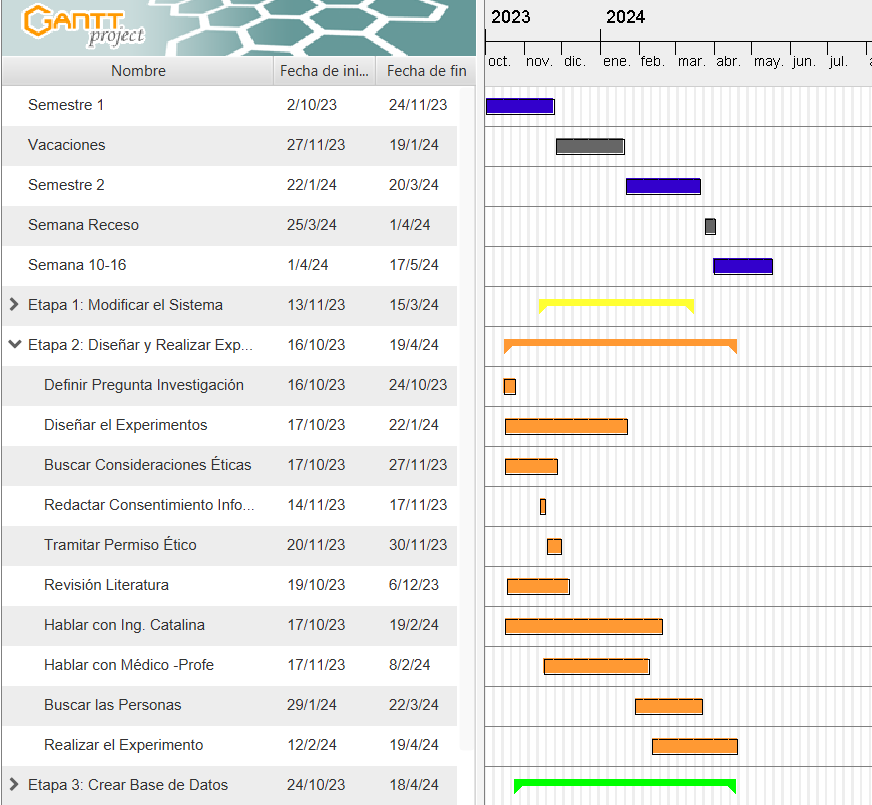 GANTT project
2023 2024
Nombre Fecha de ini... Fecha de fin oct. nov. dic. ene. feb. mar. abr. may. jun. jul.
Semestre 1 2/10/23 24/11/23
Vacaciones 27/11/23 19/1/24
Semestre 2 22/1/24 20/3/24
Semana Receso 25/3/24 1/4/24
Semana 10-16 1/4/24 17/5/24
Etapa 1: Modificar el Sistema 13/11/23 15/3/24
Etapa 2: Diseñar y Realizar Exp... 16/10/23 19/4/24
Definir Pregunta Investigación 16/10/23 24/10/23
Diseñar el Experimentos 17/10/23 22/1/24
Buscar Consideraciones Éticas 17/10/23 27/11/23
Redactar Consentimiento Info... 14/11/23 17/11/23
Tramitar Permiso Ético 20/11/23 30/11/23
Revisión Literatura 19/10/23 6/12/23
Hablar con Ing. Catalina 17/10/23 19/2/24
Hablar con Médico -Profe 17/11/23 8/2/24
Buscar las Personas 29/1/24 22/3/24
Realizar el Experimento 12/2/24 19/4/24
Etapa 3: Crear Base de Datos 24/10/23 18/4/24